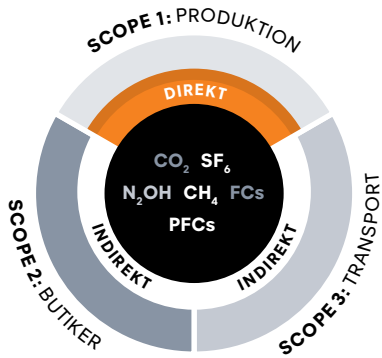 SCOPE 1: PRODUKTION
DIREKT
CO₂ SF₆
N₂OH CH₄ FCs
PFCs
INDIREKT
INDIREKT
SCOPE 2: BUTIKER
SCOPE 3: TRANSPORT